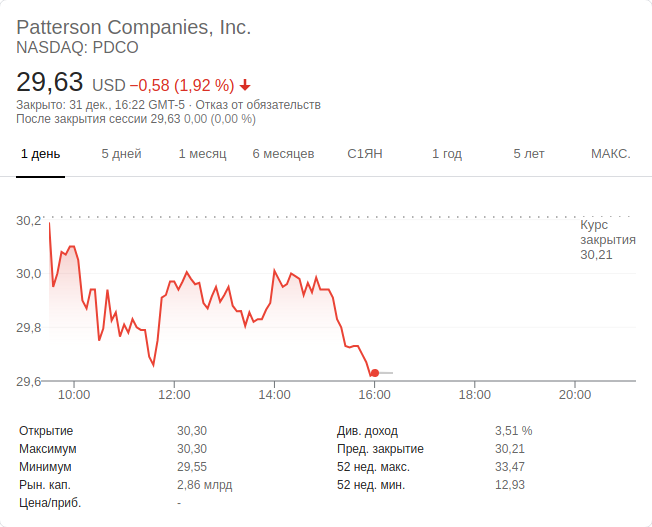 Patterson Companies, Inc.
NASDAQ: PDCO
29,63 USD −0,58 (1,92 %)
Закрыто: 31 дек., 16:22 GMT-5 · Отказ от обязательств
После закрытия сессии 29,63 0,00 (0,00 %)
1 день 5 дней 1 месяц 6 месяцев С1ЯН 1 год 5 лет МАКС.
30,2
30,0
29,8
29,6
Курс
закрытия
30,21
10:00 12:00 14:00 16:00 18:00 20:00
Открытие 30,30 Див. доход 3,51 %
Максимум 30,30 Пред. закрытие 30,21
Минимум 29,55 52 нед. макс. 33,47
Рын. кап. 2,86 млрд 52 нед. мин. 12,93
Цена/приб. -